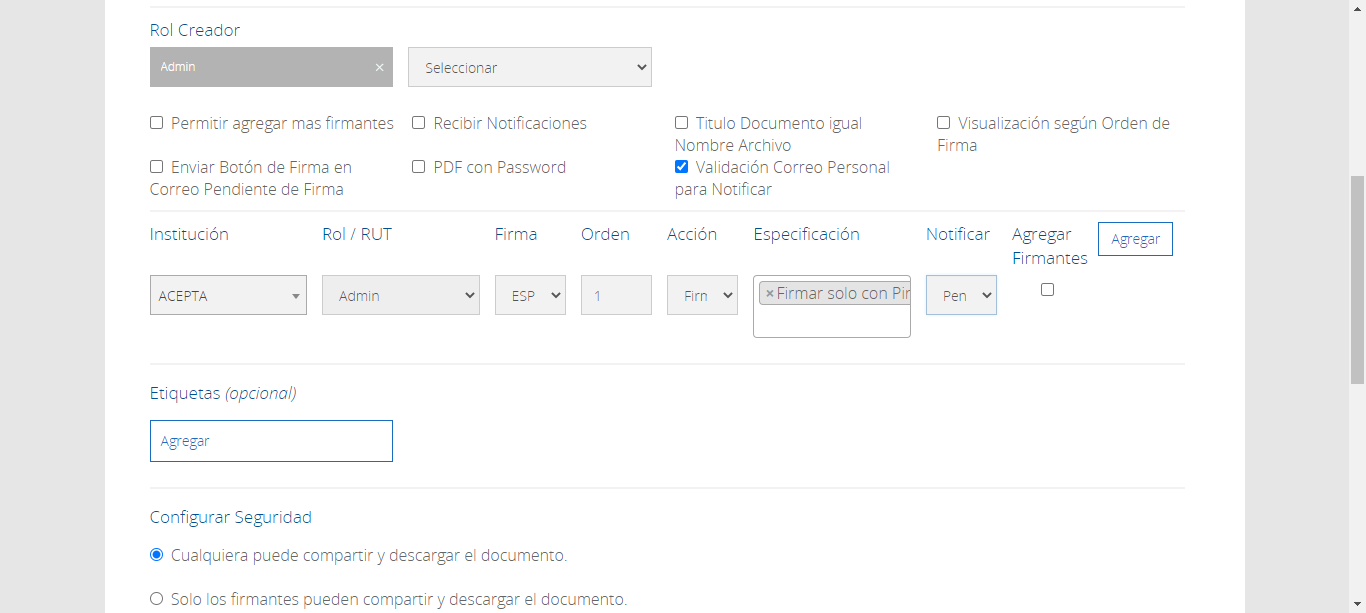 Rol Creador
Admin × Seleccionar
Permitir agregar mas firmantes Recibir Notificaciones Titulo Documento igual Nombre Archivo Visualización según Orden de Firma
Enviar Botón de Firma en Correo Pendiente de Firma PDF con Password Validación Correo Personal para Notificar
Institución Rol / RUT Firma Orden Acción Especificación Notificar Agregar Firmantes Agregar
ACEPTA Admin ESP 1 Firn × Firmar solo con Pin Pen
Etiquetas (opcional)
Agregar
Configurar Seguridad
Cualquiera puede compartir y descargar el documento.
Solo los firmantes pueden compartir y descargar el documento.